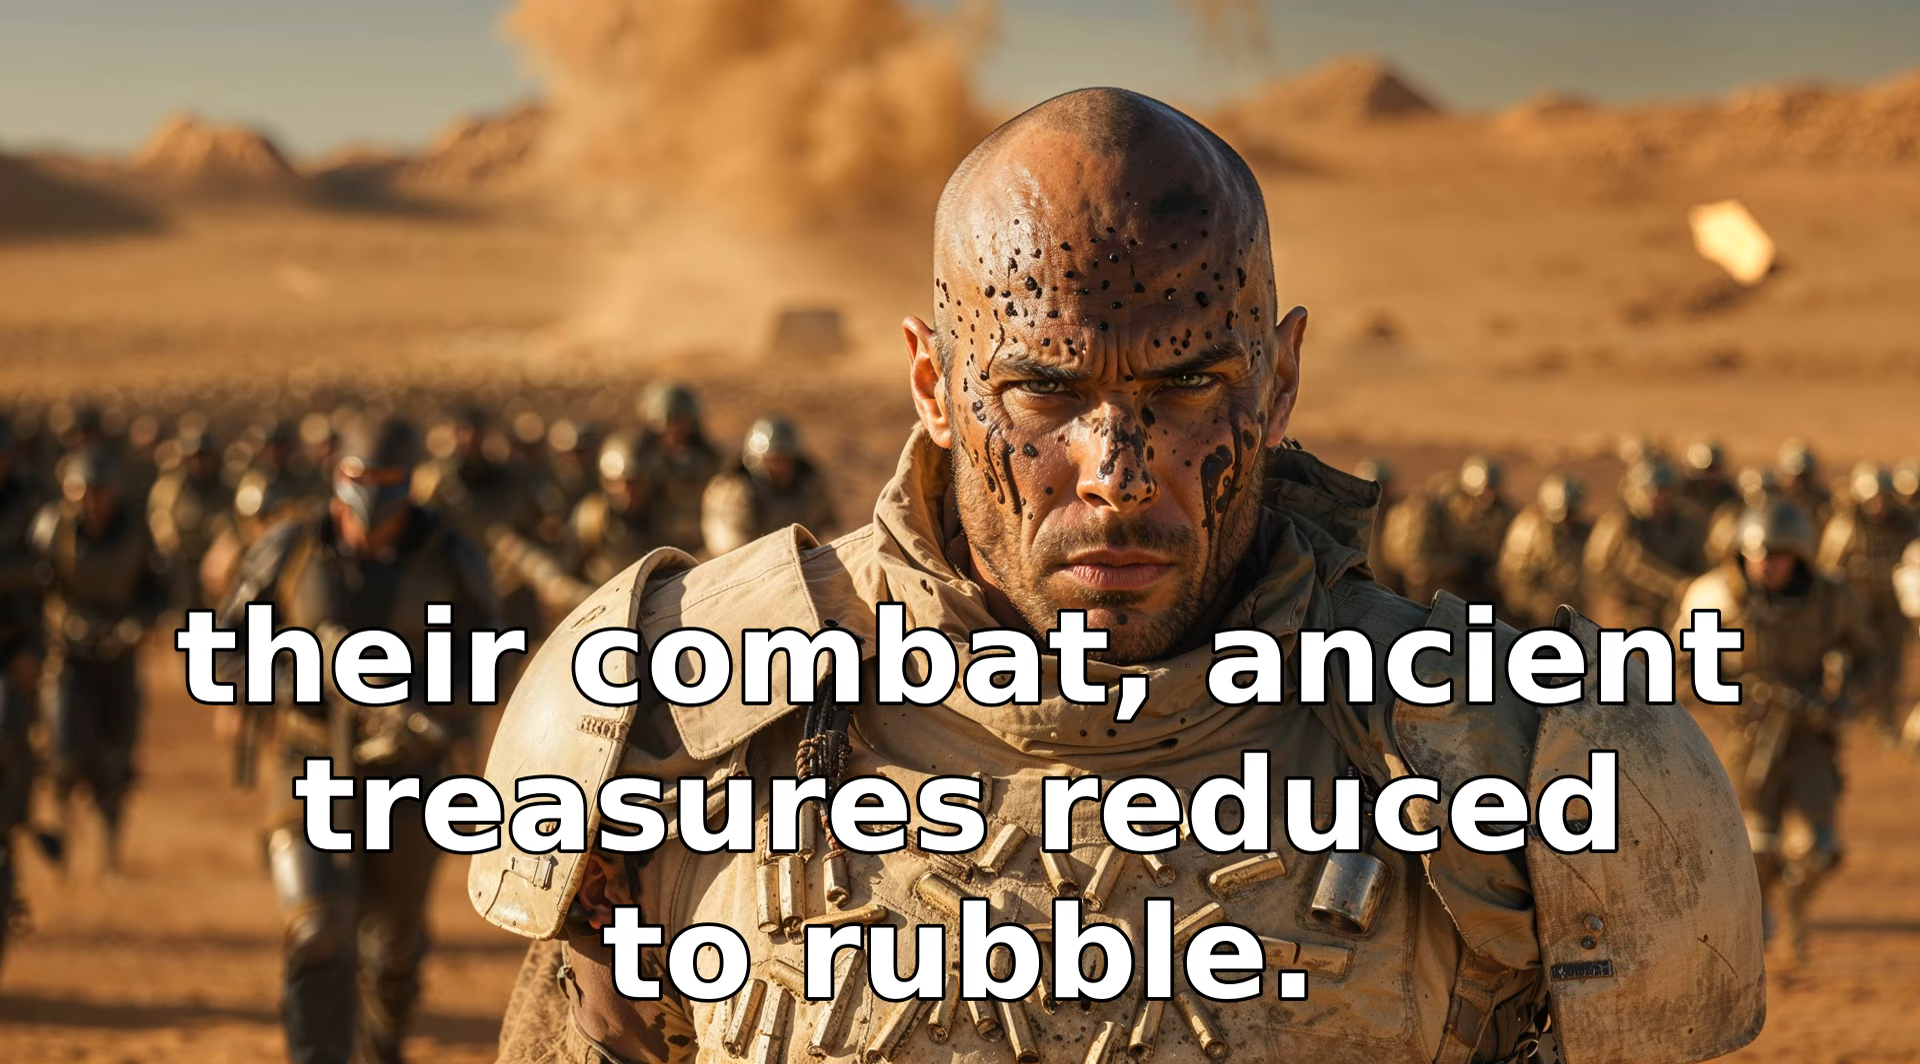 their combat, ancient
treasures reduced
to rubble.